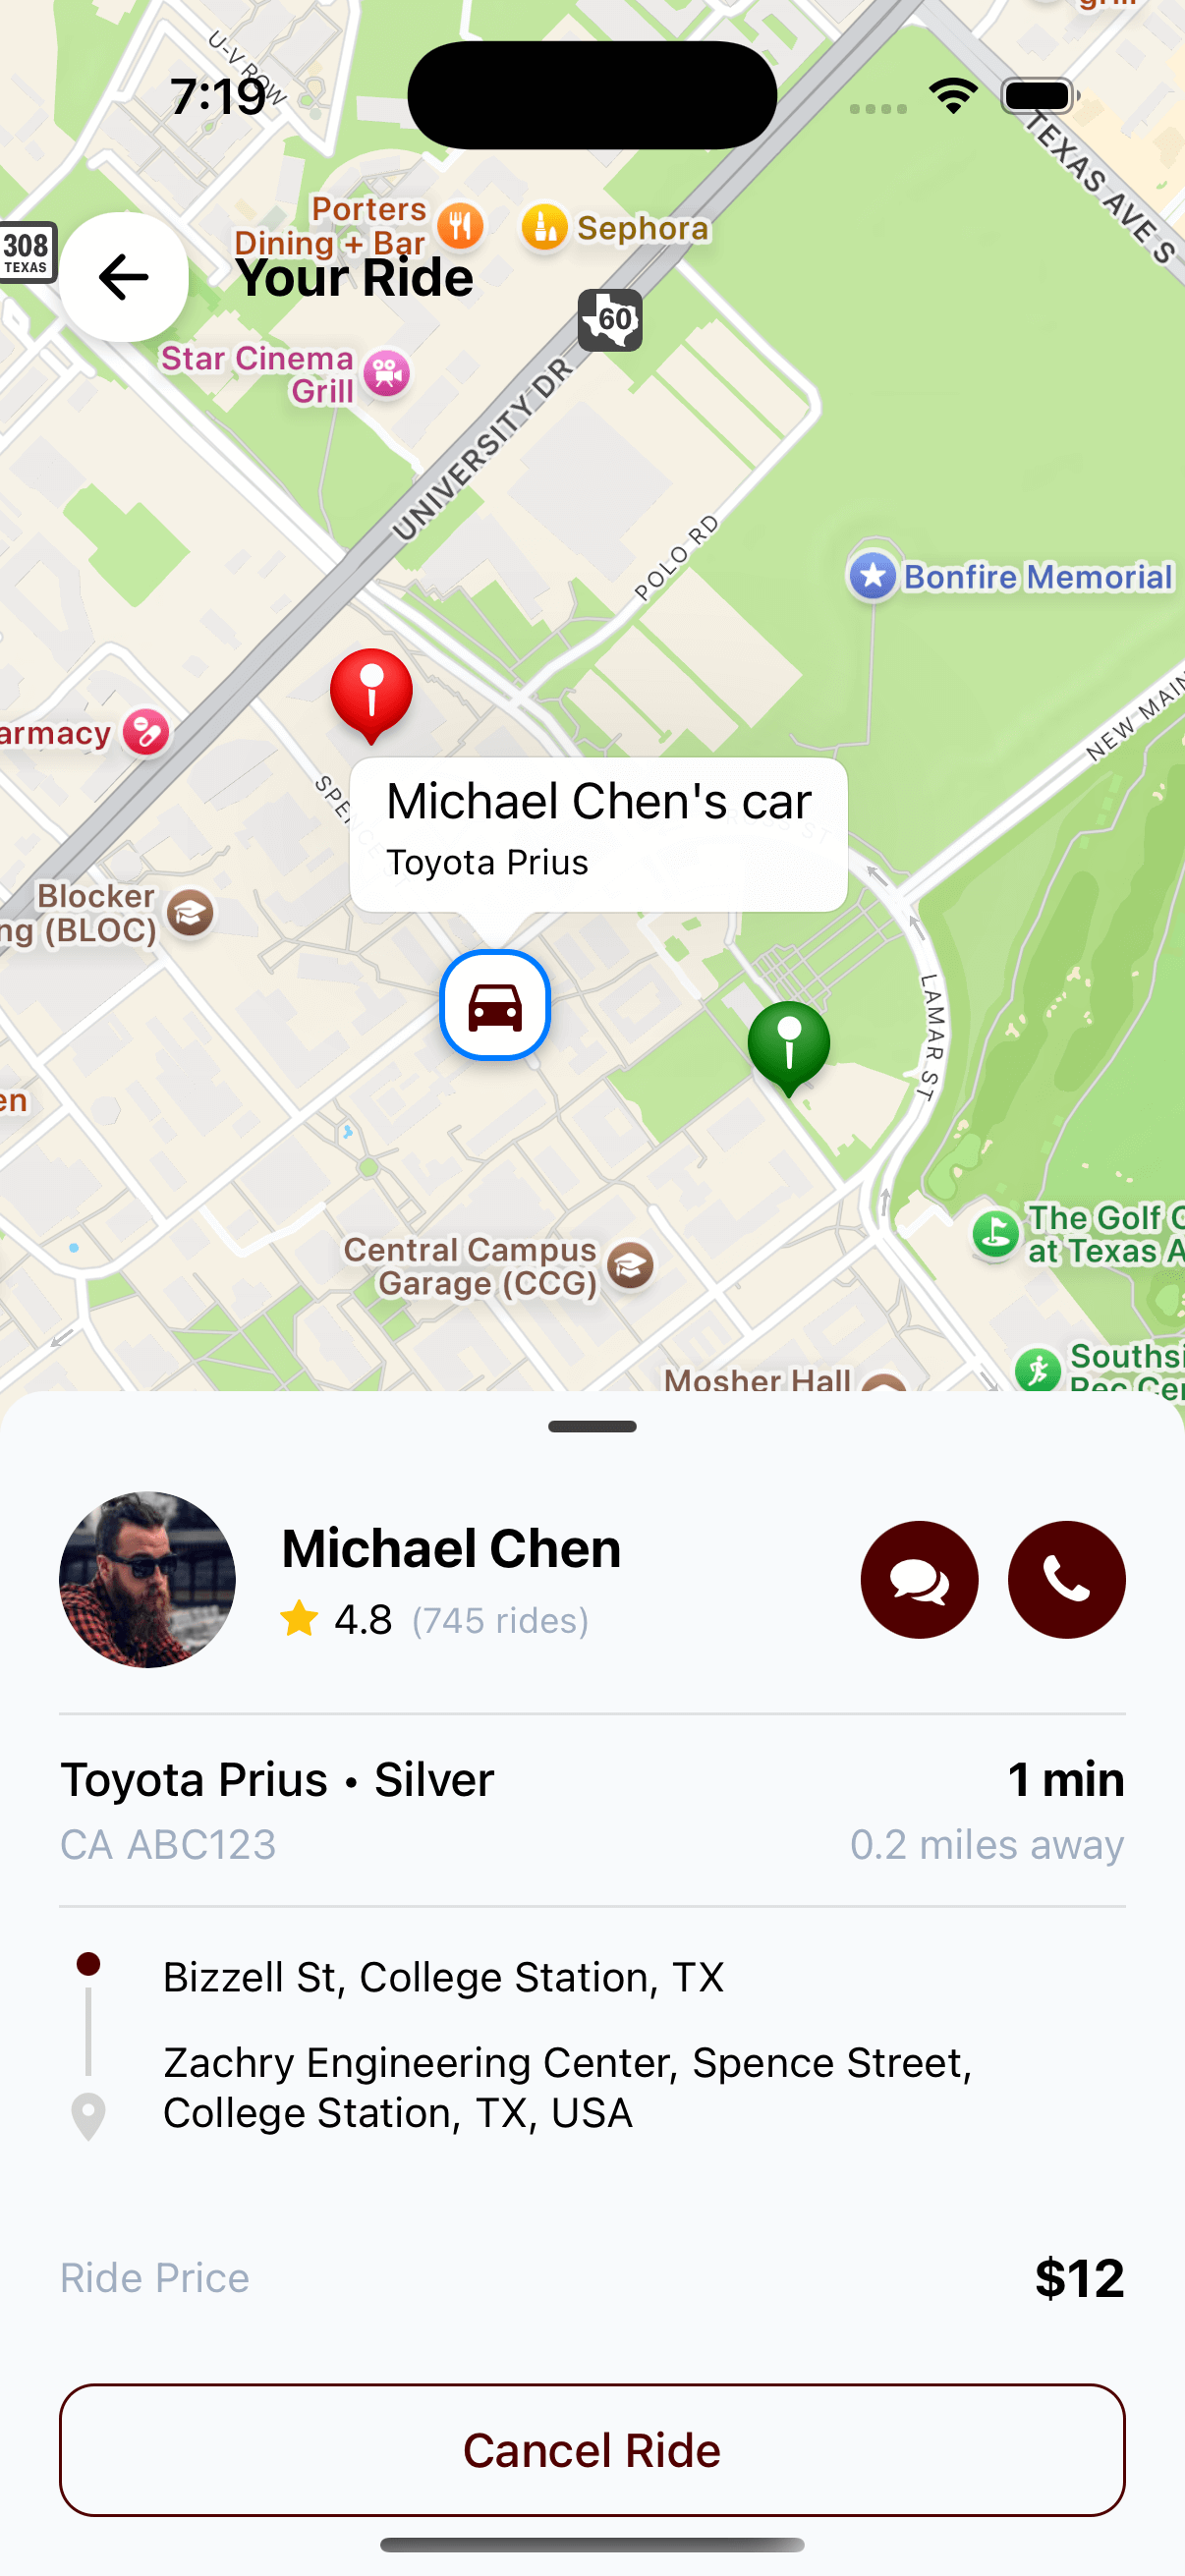 grill
U-V ROW
7:19
TEXAS AVE S
Porters
Dining + Bar
Sephora
308
TEXAS
Your Ride
60
Star Cinema
Grill
UNIVERSITY DR
POLO RD
Bonfire Memorial
NEW MAIN
armacy
SPENCE
Michael Chen's car
Toyota Prius
Blocker
ng (BLOC)
LAMAR ST
en
The Golf C
at Texas A
Central Campus
Garage (CCG)
Southsi
Rec Cen
Mosher Hall
Michael Chen
4.8 (745 rides)
Toyota Prius • Silver
1 min
CA ABC123
0.2 miles away
Bizzell St, College Station, TX
Zachry Engineering Center, Spence Street,
College Station, TX, USA
Ride Price
$12
Cancel Ride